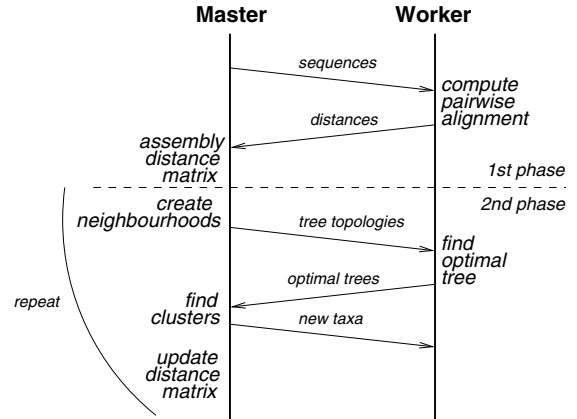 Master Worker
sequences
compute
pairwise
alignment
distances
assembly
distance
matrix
1st phase
2nd phase
create
neighbourhoods
tree topologies
find
optimal
tree
optimal trees
repeat
find
clusters
new taxa
update
distance
matrix